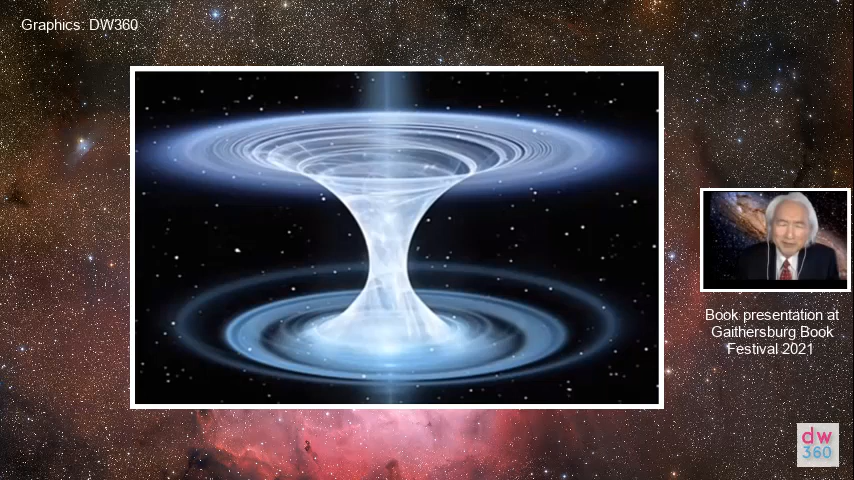 Graphics: DW360
Book presentation at
Gaithersburg Book
Festival 2021
dw
360